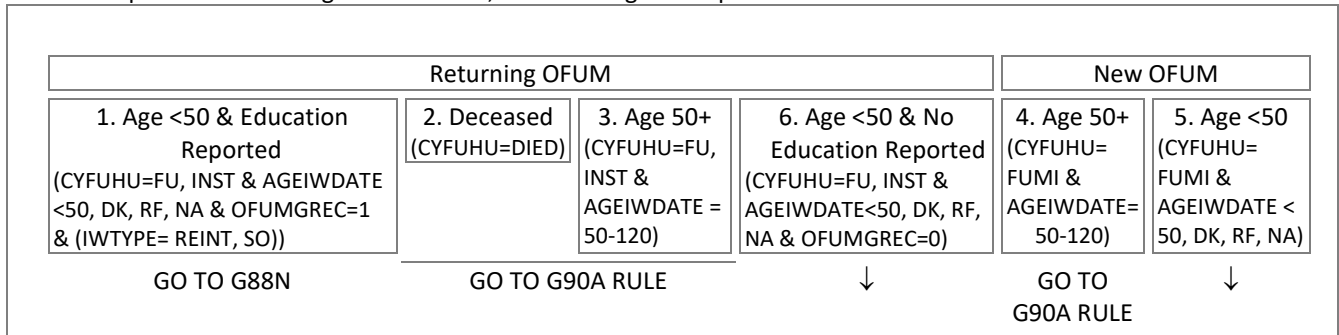 Returning OFUM
New OFUM
1. Age <50 & Education
Reported
(CYFUHU=FU, INST & AGEIWDATE
<50, DK, RF, NA & OFUMGREC=1
& (IWTYPE= REINT, SO))
2. Deceased
(CYFUHU=DIED)
3. Age 50+
(CYFUHU=FU,
INST &
AGEIWDATE =
50-120)
6. Age <50 & No
Education Reported
(CYFUHU=FU, INST &
AGEIWDATE<50, DK, RF,
NA & OFUMGREC=0)
4. Age 50+
(CYFUHU=
FUMI &
AGEIWDATE=
50-120)
5. Age <50
(CYFUHU=
FUMI &
AGEIWDATE <
50, DK, RF, NA)
GO TO G88N
GO TO G90A RULE
↓
GO TO
G90A RULE
↓